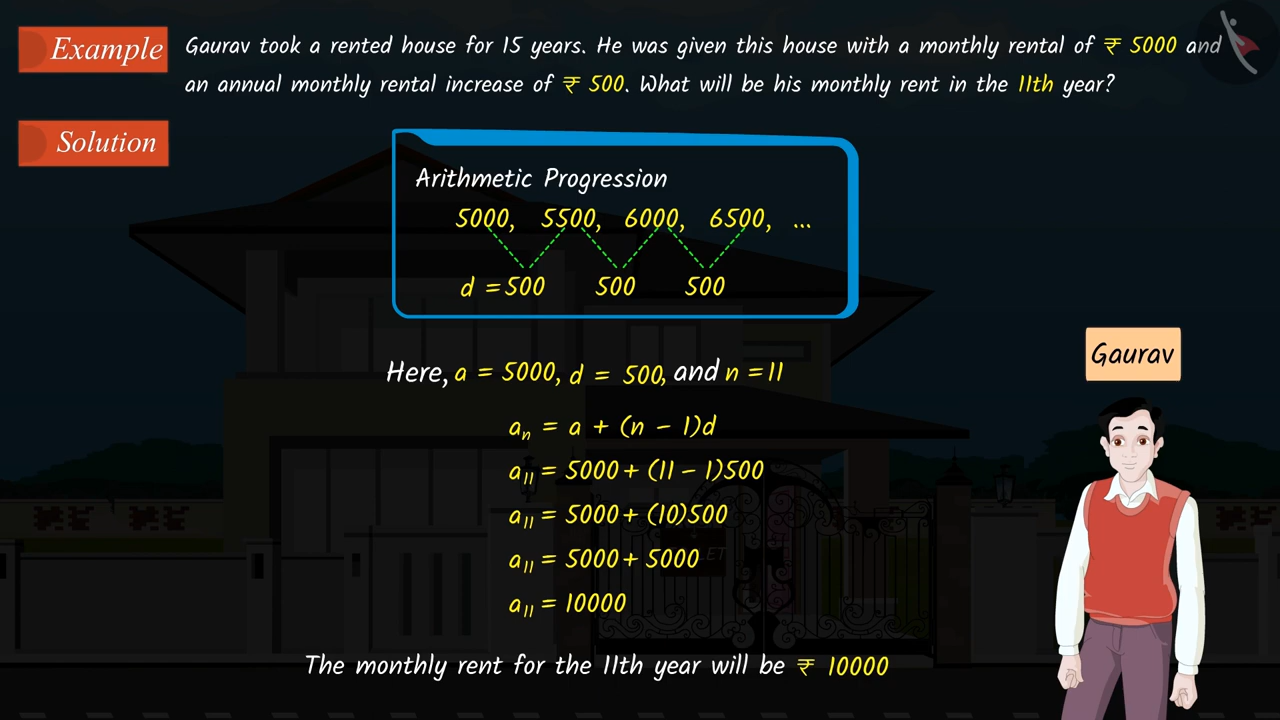 Example
Gaurav took a rented house for 15 years. He was given this house with a monthly rental of ₹ 5000 and
an annual monthly rental increase of ₹ 500. What will be his monthly rent in the 11th year?
Solution
Arithmetic Progression
5000, 5500, 6000, 6500, ...
d = 500 500 500
Here, a = 5000, d = 500, and n = 11
aₙ = a + (n - 1)d
a₁₁ = 5000 + (11 - 1)500
a₁₁ = 5000 + (10)500
a₁₁ = 5000 + 5000
a₁₁ = 10000
The monthly rent for the 11th year will be ₹ 10000
Gaurav